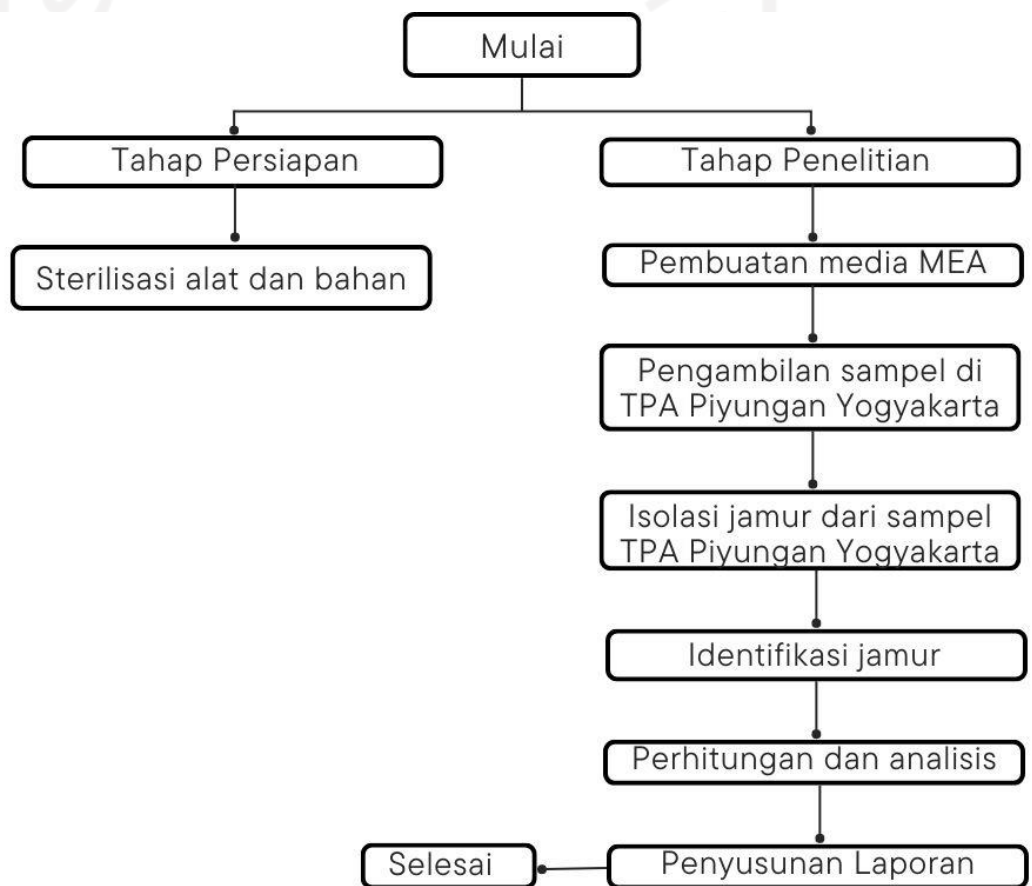 Mulai
Tahap Persiapan
Sterilisasi alat dan bahan
Tahap Penelitian
Pembuatan media MEA
Pengambilan sampel di
TPA Piyungan Yogyakarta
Isolasi jamur dari sampel
TPA Piyungan Yogyakarta
Identifikasi jamur
Perhitungan dan analisis
Penyusunan Laporan
Selesai